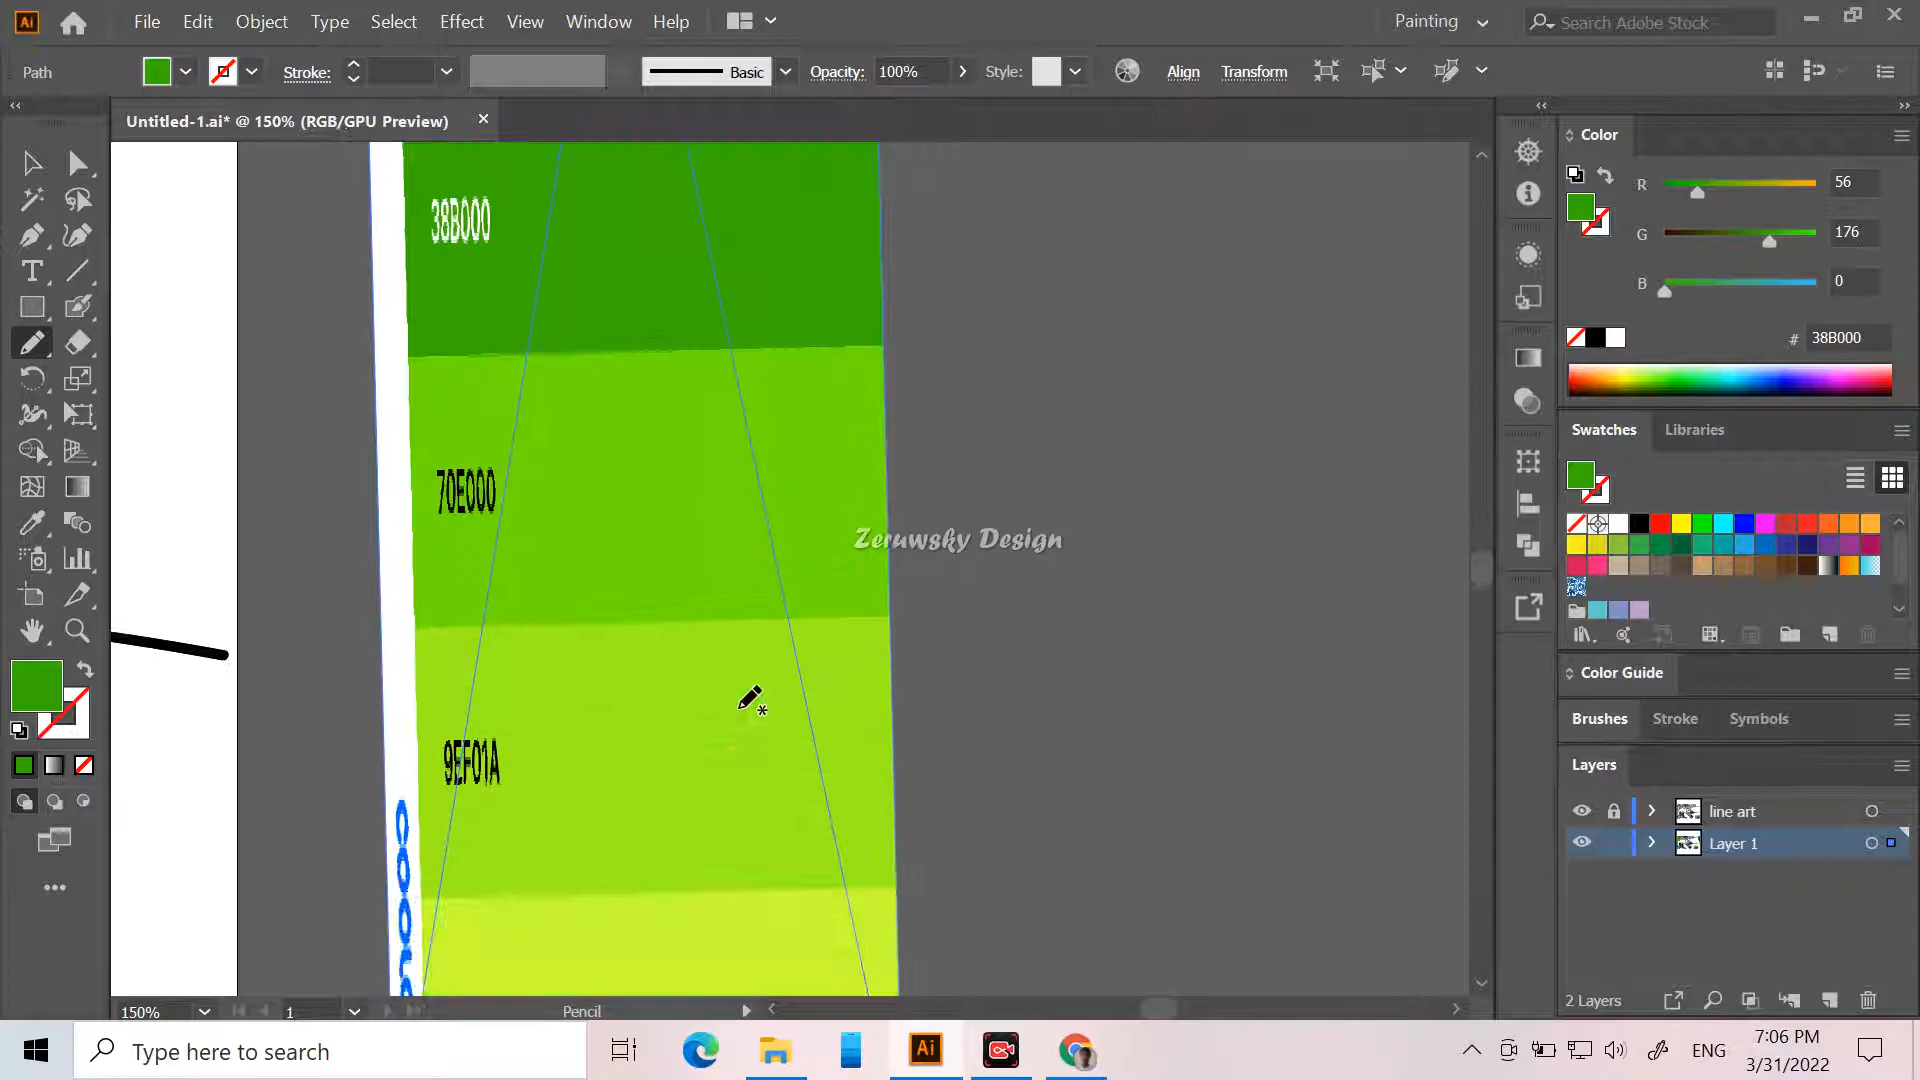 File Edit Object Type Select Effect View Window Help
Painting
Search Adobe Stock
Path
Stroke:
Basic
Opacity: 100%
Style:
Align
Transform
Untitled-1.ai* @ 150% (RGB/GPU Preview)
Color
R 56
G 176
B 0
# 38B000
38B000
Swatches Libraries
70E000
Zeruwsky Design
9EF01A
Color Guide
Brushes Stroke Symbols
Layers
line art
Layer 1
2 Layers
150%
1
Pencil
Type here to search
Ai
ENG
7:06 PM
3/31/2022